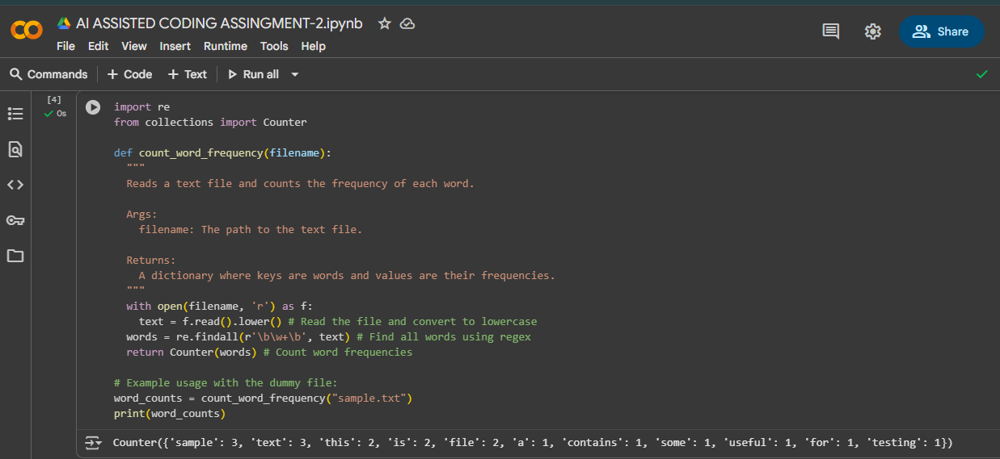 AI ASSISTED CODING ASSINGMENT-2.ipynb
File Edit View Insert Runtime Tools Help
Share
Commands + Code + Text Run all
[4]
0s
import re
from collections import Counter

def count_word_frequency(filename):
  """
  Reads a text file and counts the frequency of each word.

  Args:
    filename: The path to the text file.

  Returns:
    A dictionary where keys are words and values are their frequencies.
  """
  with open(filename, 'r') as f:
    text = f.read().lower() # Read the file and convert to lowercase
  words = re.findall(r'\b\w+\b', text) # Find all words using regex
  return Counter(words) # Count word frequencies

# Example usage with the dummy file:
word_counts = count_word_frequency("sample.txt")
print(word_counts)
Counter({'sample': 3, 'text': 3, 'this': 2, 'is': 2, 'file': 2, 'a': 1, 'contains': 1, 'some': 1, 'useful': 1, 'for': 1, 'testing': 1})